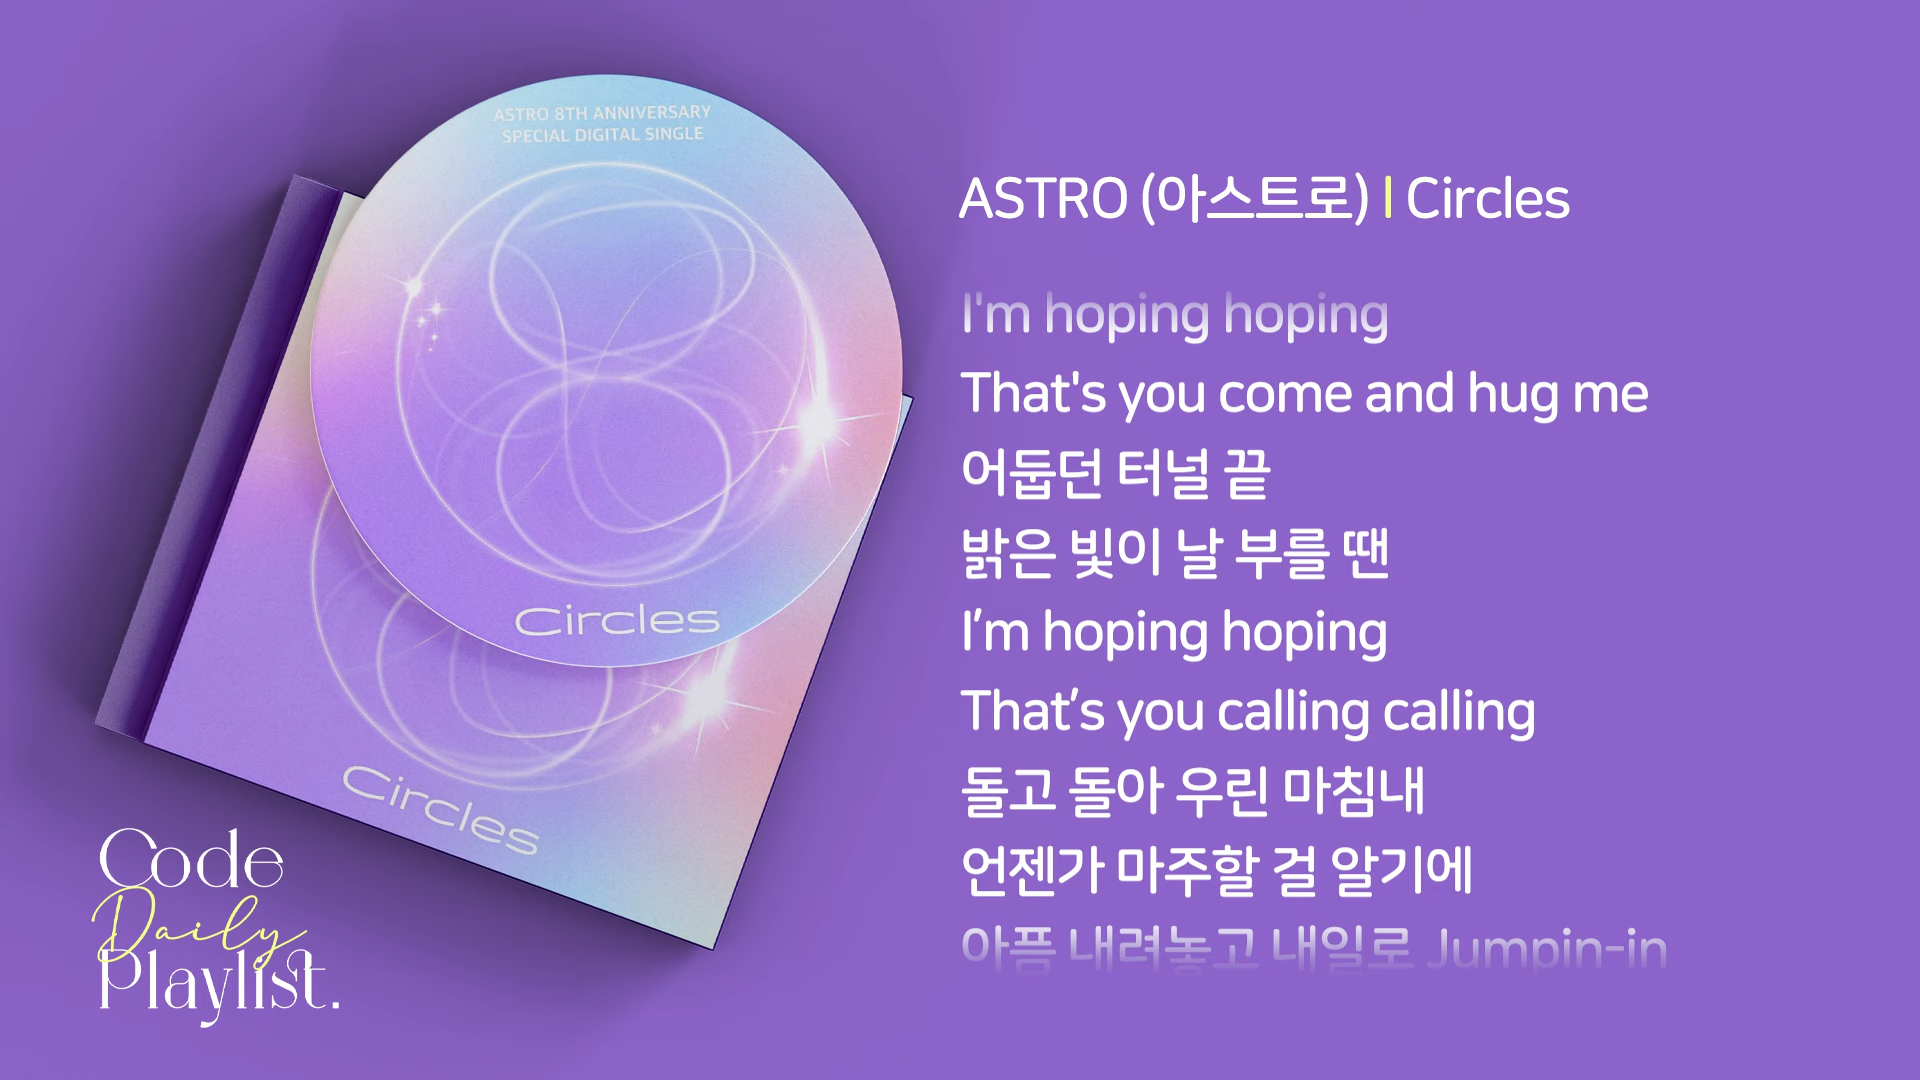 ASTRO 8TH ANNIVERSARY
SPECIAL DIGITAL SINGLE
Circles
Circles
Code
Daily
Playlist.
ASTRO (아스트로) | Circles
I'm hoping hoping
That's you come and hug me
어둡던 터널 끝
밝은 빛이 날 부를 땐
I’m hoping hoping
That’s you calling calling
돌고 돌아 우린 마침내
언젠가 마주할 걸 알기에
아픔 내려놓고 내일로 Jumpin-in